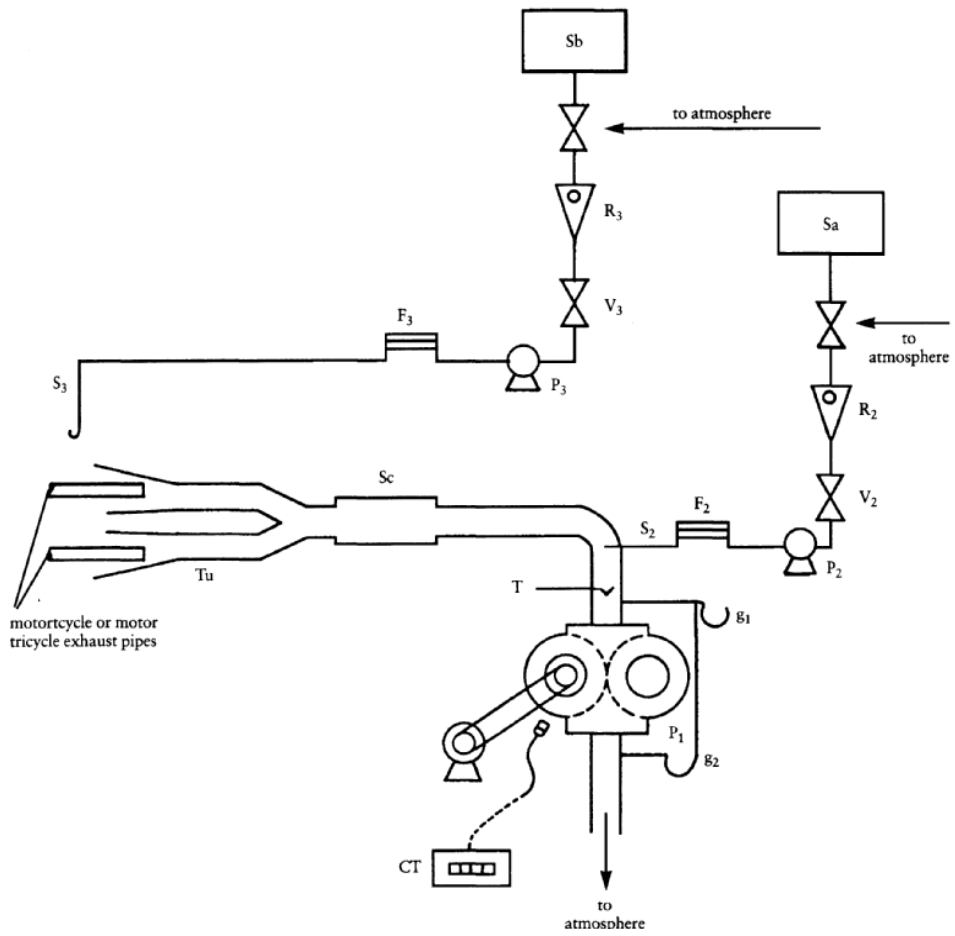 Sb
to atmosphere
R3
Sa
V3
F3
to
atmosphere
P3
S3
R2
Sc
V2
F2
S2
P2
Tu
T
g1
motortcycle or motor
tricycle exhaust pipes
P1
g2
CT
to
atmosphere